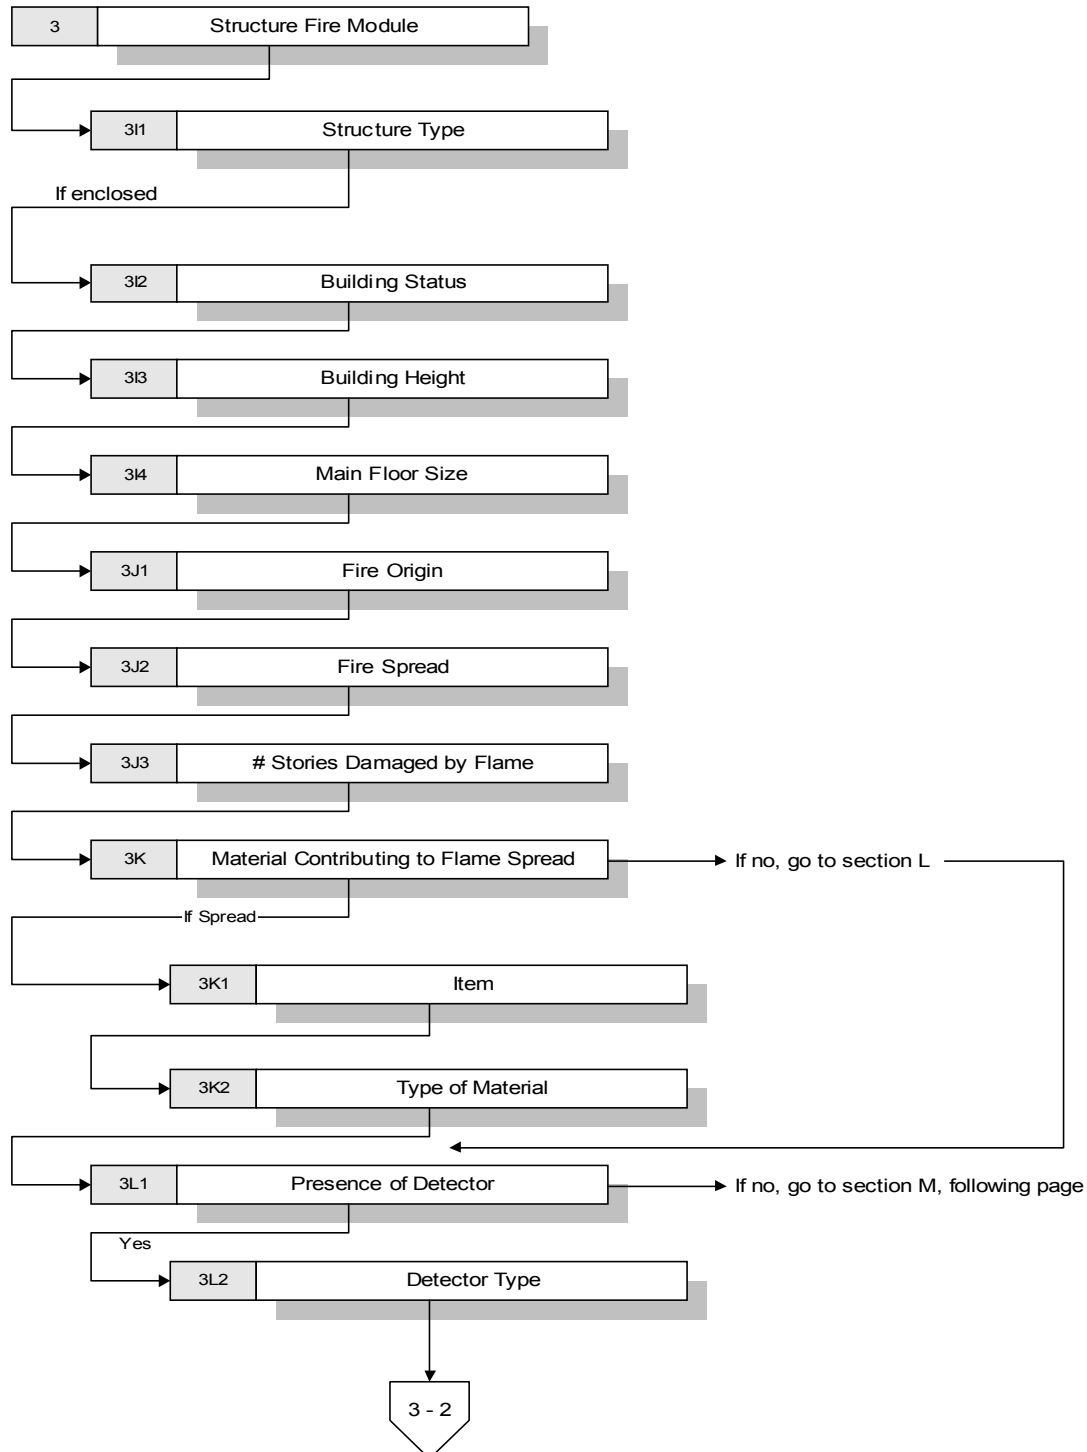 3 Structure Fire Module
3I1 Structure Type
If enclosed
3I2 Building Status
3I3 Building Height
3I4 Main Floor Size
3J1 Fire Origin
3J2 Fire Spread
3J3 # Stories Damaged by Flame
3K Material Contributing to Flame Spread If no, go to section L
If Spread
3K1 Item
3K2 Type of Material
3L1 Presence of Detector If no, go to section M, following page
Yes
3L2 Detector Type
3 - 2